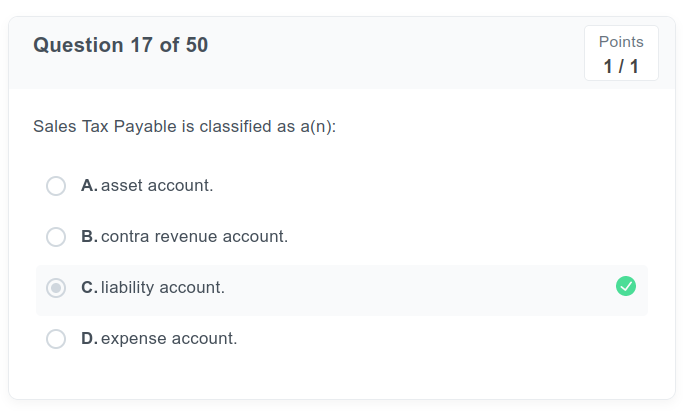 Question 17 of 50
Points
1 / 1
Sales Tax Payable is classified as a(n):
A. asset account.
B. contra revenue account.
C. liability account.
D. expense account.